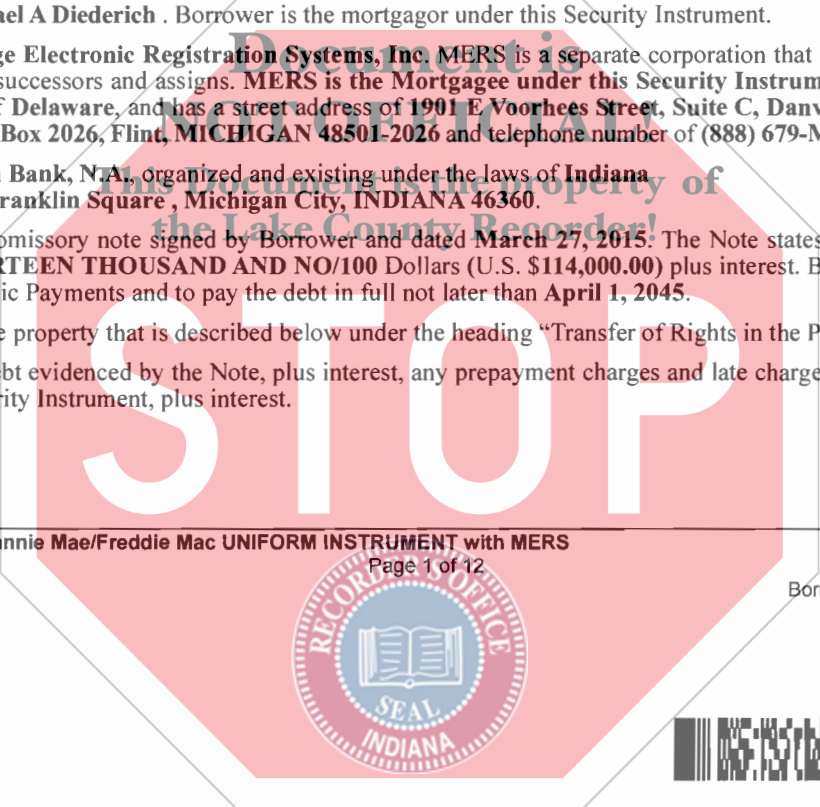 ael A Diederich . Borrower is the mortgagor under this Security Instrument.
ge Electronic Registration Systems, Inc. MERS is a separate corporation that
successors and assigns. MERS is the Mortgagee under this Security Instrum
f Delaware, and has a street address of 1901 E Voorhees Street, Suite C, Danv
Box 2026, Flint, MICHIGAN 48501-2026 and telephone number of (888) 679-M
Document is
NOT OFFICIAL!
This Document is the property of
the Lake County Recorder!
n Bank, N.A., organized and existing under the laws of Indiana
ranklin Square , Michigan City, INDIANA 46360.
omissory note signed by Borrower and dated March 27, 2015. The Note states
RTEEN THOUSAND AND NO/100 Dollars (U.S. $114,000.00) plus interest. B
ic Payments and to pay the debt in full not later than April 1, 2045.
e property that is described below under the heading “Transfer of Rights in the P
ebt evidenced by the Note, plus interest, any prepayment charges and late charge
rity Instrument, plus interest.
STOP
annie Mae/Freddie Mac UNIFORM INSTRUMENT with MERS
Page 1 of 12
Bor
RECORDER'S OFFICE
SEAL
INDIANA